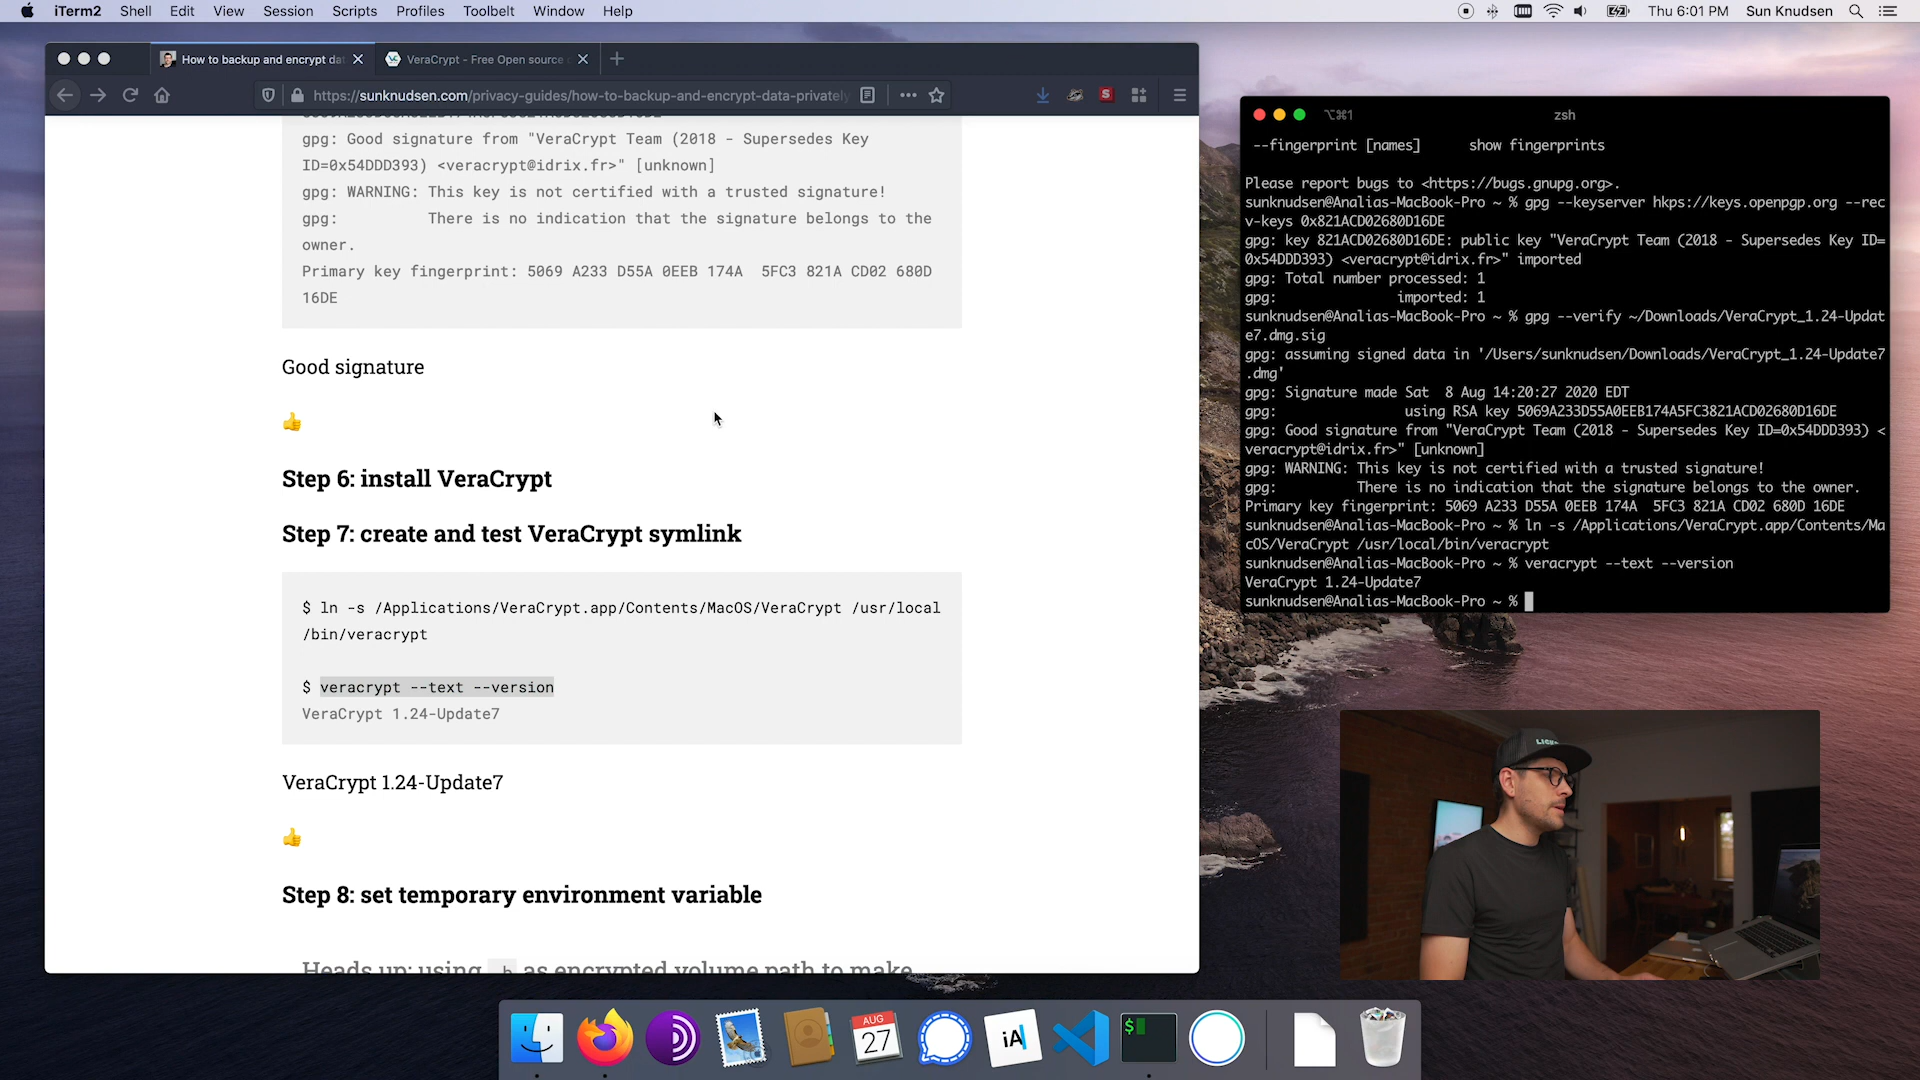 iTerm2 Shell Edit View Session Scripts Profiles Toolbelt Window Help
Thu 6:01 PM Sun Knudsen
How to backup and encrypt dat
VeraCrypt - Free Open source
https://sunknudsen.com/privacy-guides/how-to-backup-and-encrypt-data-privately
gpg: Good signature from "VeraCrypt Team (2018 - Supersedes Key
ID=0x54DDD393) <veracrypt@idrix.fr>" [unknown]
gpg: WARNING: This key is not certified with a trusted signature!
gpg:          There is no indication that the signature belongs to the
owner.
Primary key fingerprint: 5069 A233 D55A 0EEB 174A  5FC3 821A CD02 680D
16DE
Good signature
👍
Step 6: install VeraCrypt
Step 7: create and test VeraCrypt symlink
$ ln -s /Applications/VeraCrypt.app/Contents/MacOS/VeraCrypt /usr/local
/bin/veracrypt
$ veracrypt --text --version
VeraCrypt 1.24-Update7
VeraCrypt 1.24-Update7
👍
Step 8: set temporary environment variable
Heads up: using -h as encrypted volume path to make
⌥⌘1 zsh
--fingerprint [names]      show fingerprints
Please report bugs to <https://bugs.gnupg.org>.
sunknudsen@Analias-MacBook-Pro ~ % gpg --keyserver hkps://keys.openpgp.org --rec
v-keys 0x821ACD02680D16DE
gpg: key 821ACD02680D16DE: public key "VeraCrypt Team (2018 - Supersedes Key ID=
0x54DDD393) <veracrypt@idrix.fr>" imported
gpg: Total number processed: 1
gpg:               imported: 1
sunknudsen@Analias-MacBook-Pro ~ % gpg --verify ~/Downloads/VeraCrypt_1.24-Updat
e7.dmg.sig
gpg: assuming signed data in '/Users/sunknudsen/Downloads/VeraCrypt_1.24-Update7
.dmg'
gpg: Signature made Sat  8 Aug 14:20:27 2020 EDT
gpg:                using RSA key 5069A233D55A0EEB174A5FC3821ACD02680D16DE
gpg: Good signature from "VeraCrypt Team (2018 - Supersedes Key ID=0x54DDD393) <
veracrypt@idrix.fr>" [unknown]
gpg: WARNING: This key is not certified with a trusted signature!
gpg:          There is no indication that the signature belongs to the owner.
Primary key fingerprint: 5069 A233 D55A 0EEB 174A  5FC3 821A CD02 680D 16DE
sunknudsen@Analias-MacBook-Pro ~ % ln -s /Applications/VeraCrypt.app/Contents/Ma
cOS/VeraCrypt /usr/local/bin/veracrypt
sunknudsen@Analias-MacBook-Pro ~ % veracrypt --text --version
VeraCrypt 1.24-Update7
sunknudsen@Analias-MacBook-Pro ~ %
AUG
27
iA
$